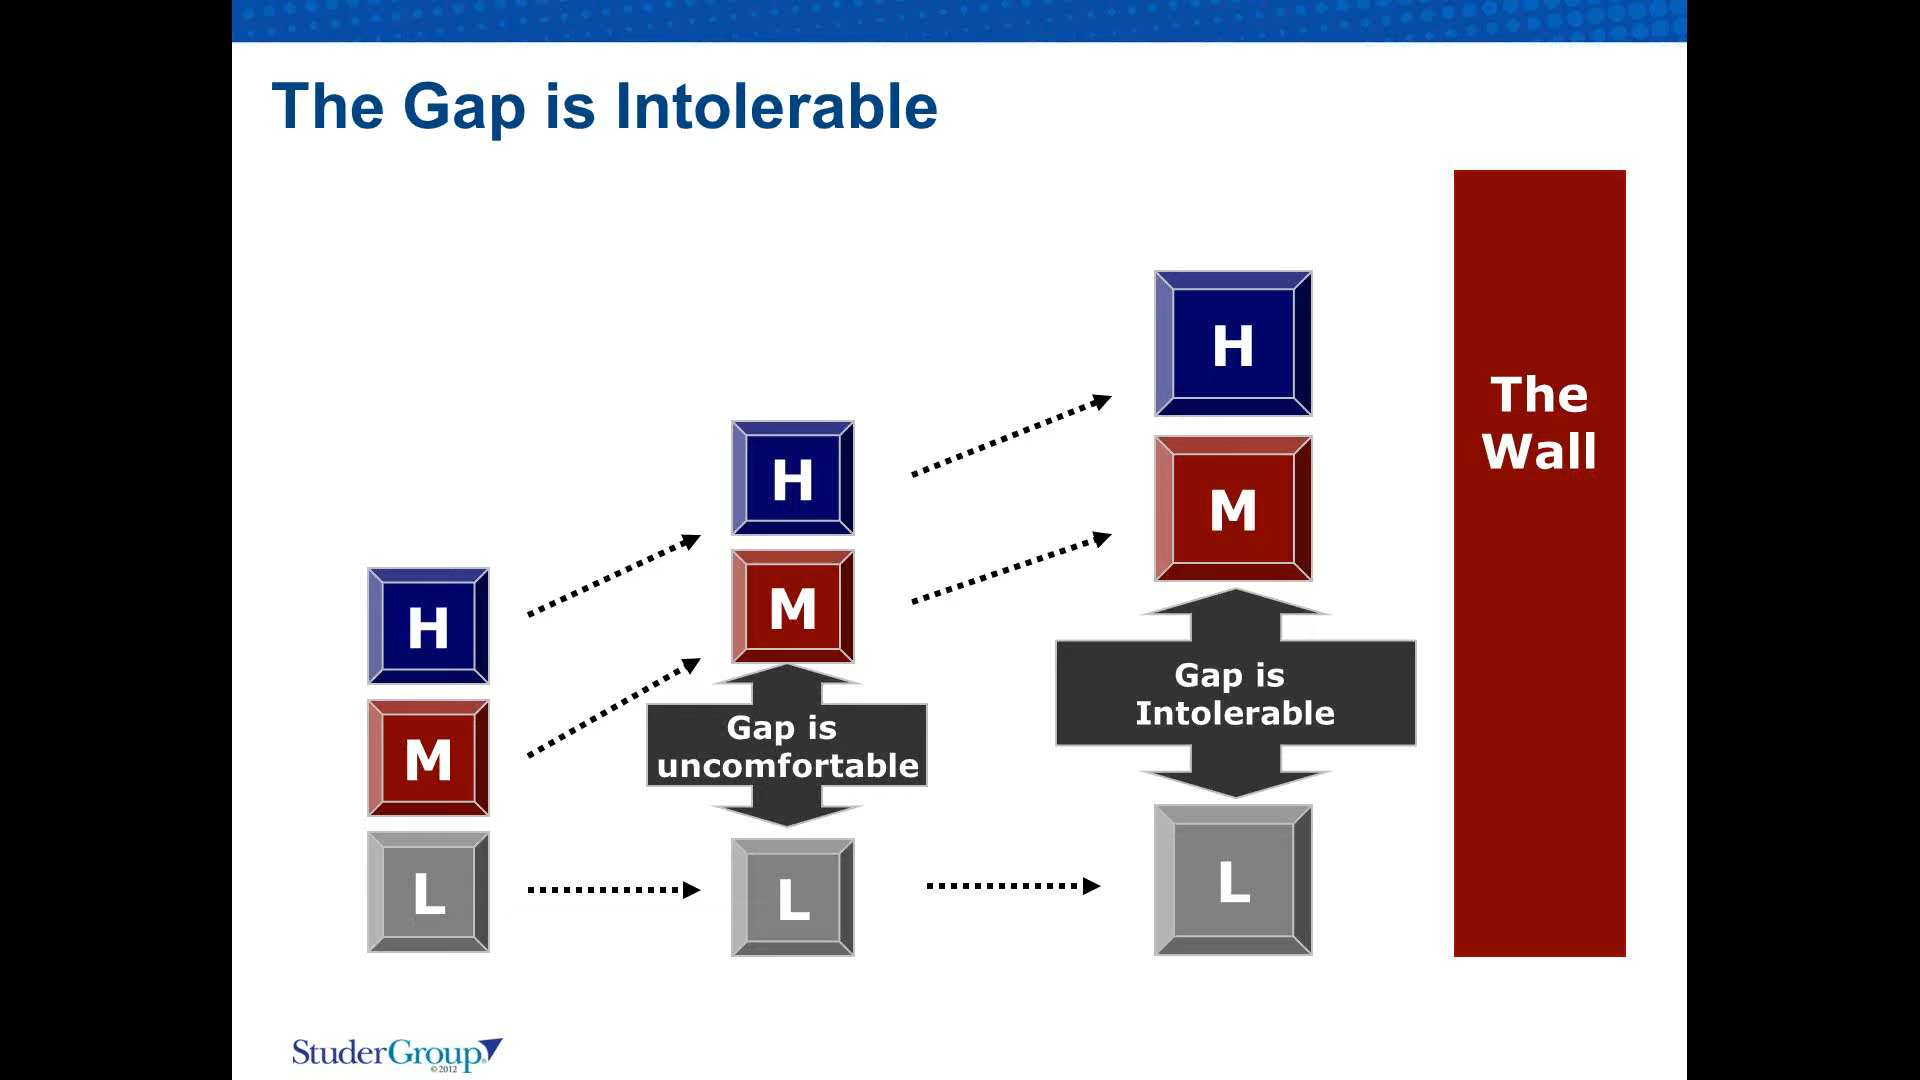 The Gap is Intolerable
H
M
L
H
M
Gap is
uncomfortable
L
H
M
Gap is
Intolerable
L
The
Wall
StuderGroup®
©2012